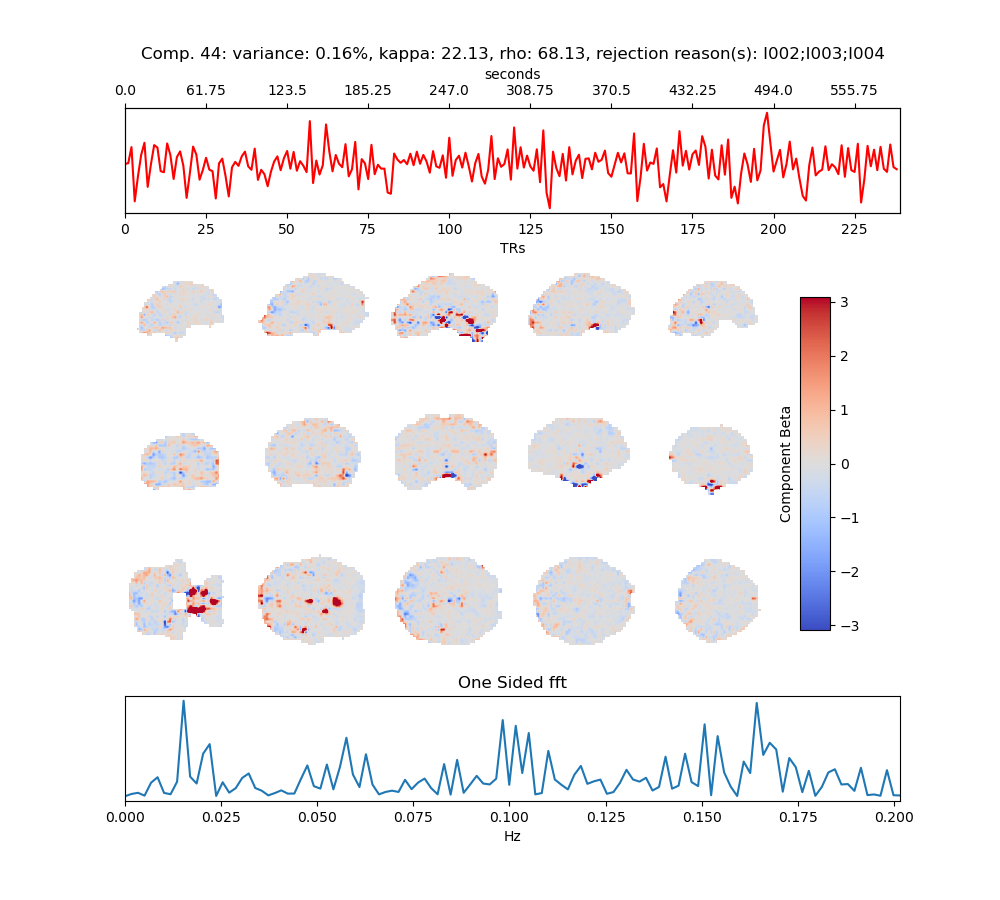 Comp. 44: variance: 0.16%, kappa: 22.13, rho: 68.13, rejection reason(s): I002;I003;I004
seconds
0.0 61.75 123.5 185.25 247.0 308.75 370.5 432.25 494.0 555.75
0 25 50 75 100 125 150 175 200 225
TRs
3
2
1
0
−1
−2
−3
Component Beta
One Sided fft
0.000 0.025 0.050 0.075 0.100 0.125 0.150 0.175 0.200
Hz